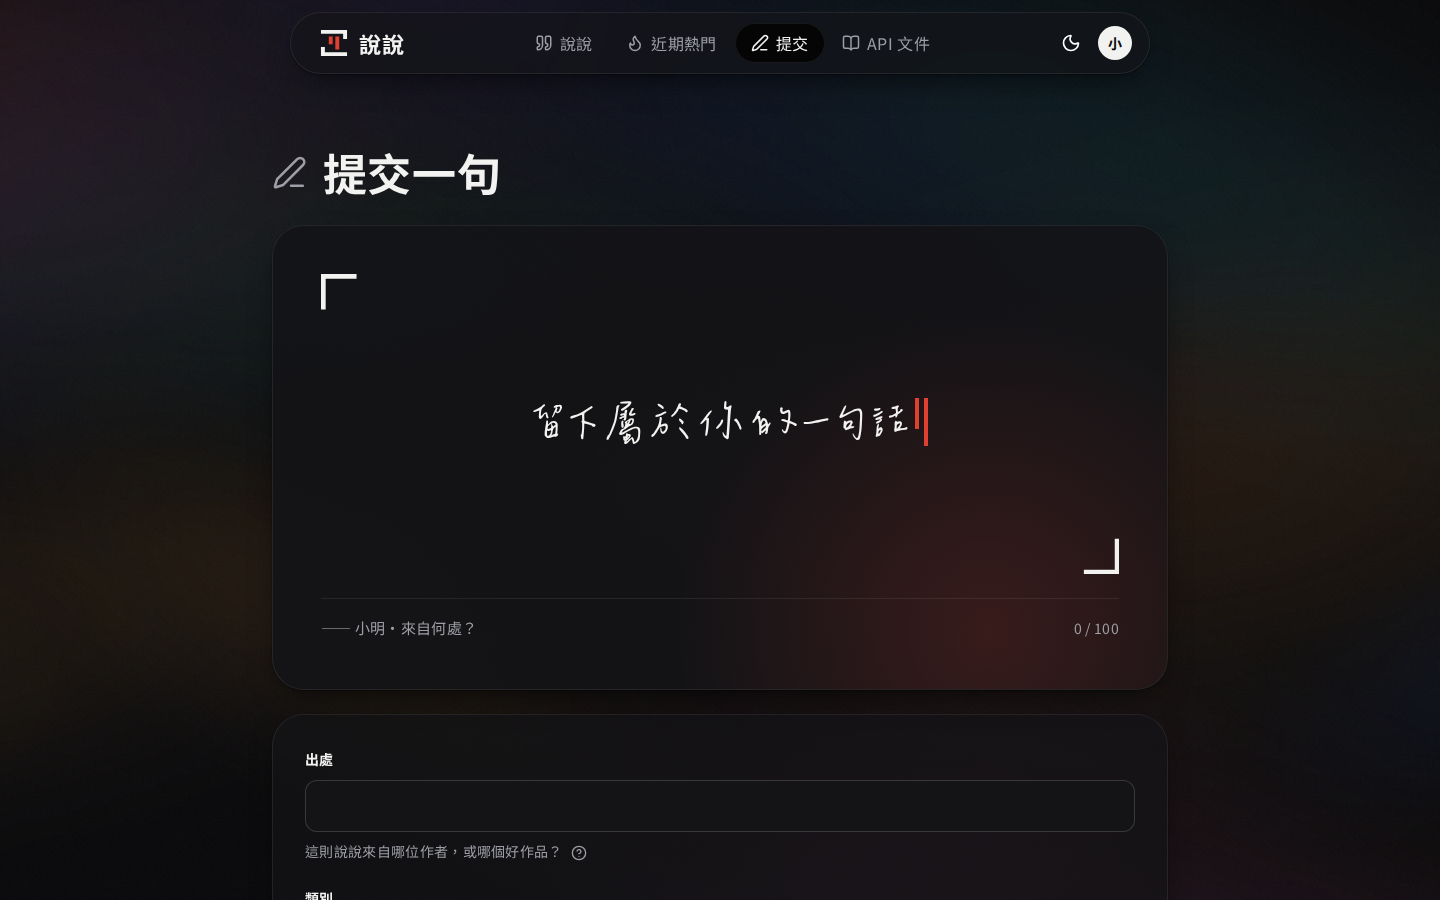 說說
說說
近期熱門
提交
API 文件
小
提交一句
留下屬於你的一句話
—— 小明・來自何處？
0 / 100
出處
這則說說來自哪位作者，或哪個好作品？
類別